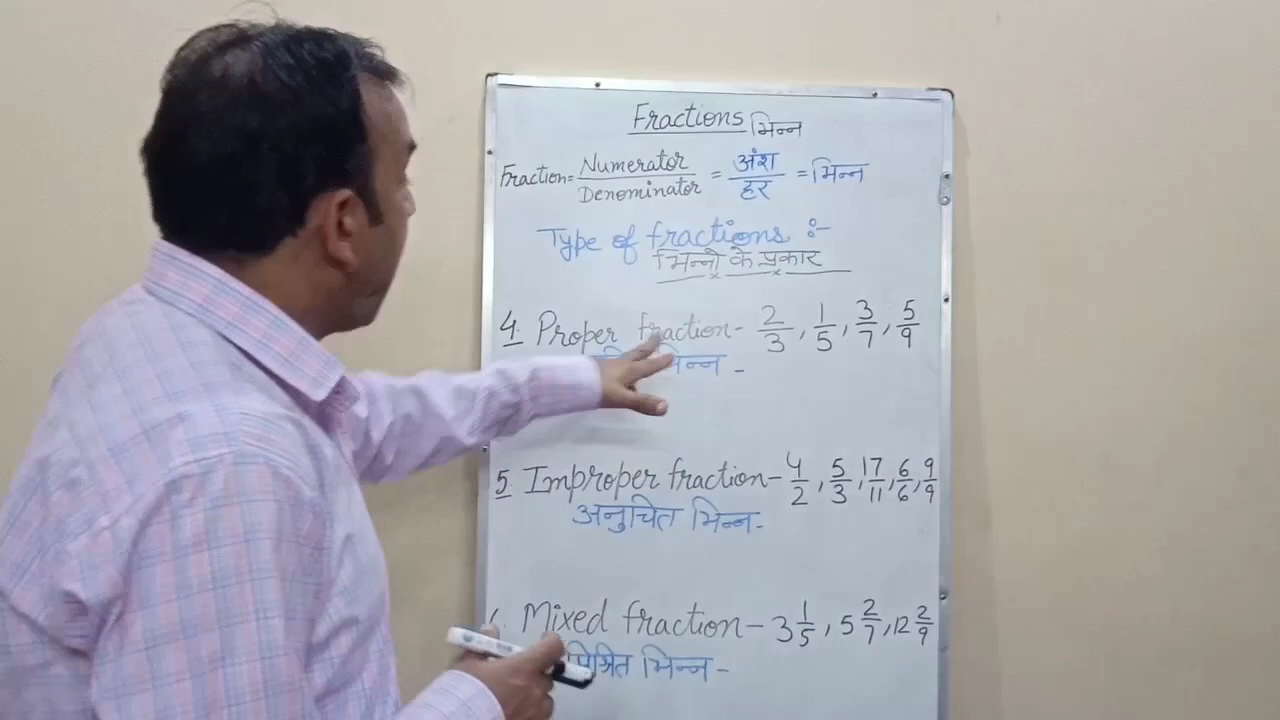 Fractions भिन्न
Fraction = Numerator/Denominator = अंश/हर = भिन्न
Type of fractions :-
भिन्नो के प्रकार
4. Proper fraction- 2/3, 1/5, 3/7, 5/9
भिन्न -
5. Improper fraction- 4/2, 5/3, 17/11, 6/6, 9/9
अनुचित भिन्न-
Mixed fraction- 3 1/5, 5 2/7, 12 2/9
मिश्रित भिन्न-